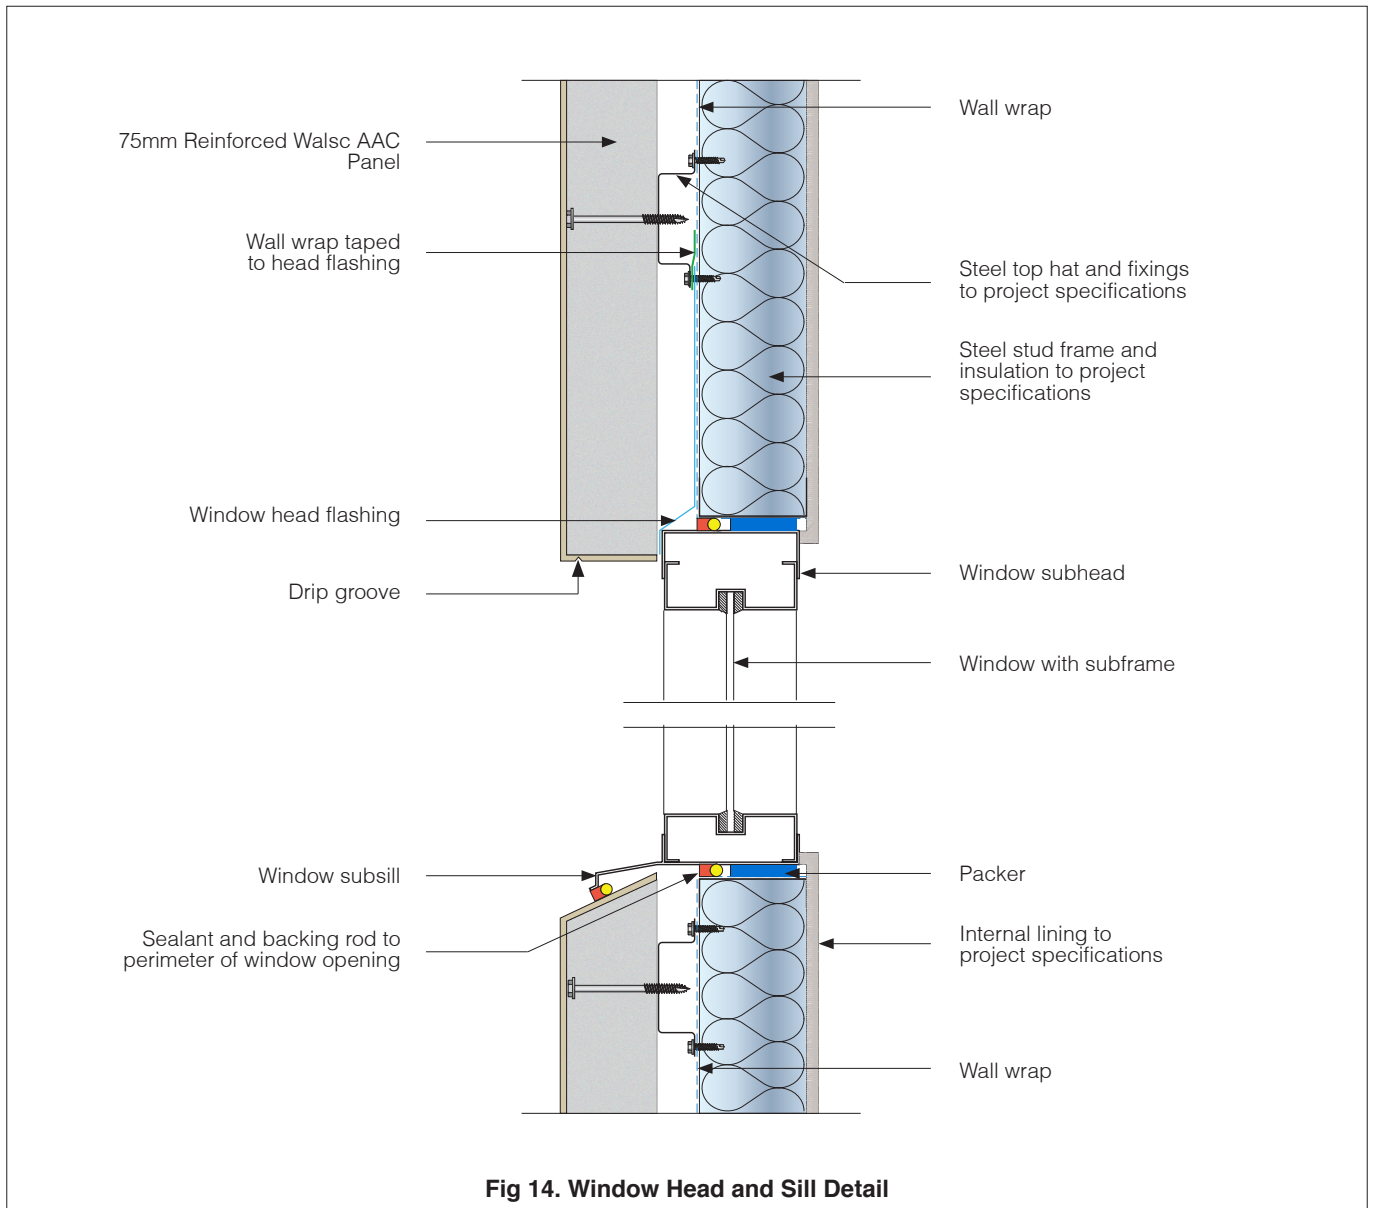 Wall wrap
75mm Reinforced Walsc AAC
Panel
Wall wrap taped
to head flashing
Steel top hat and fixings
to project specifications
Steel stud frame and
insulation to project
specifications
Window head flashing
Window subhead
Drip groove
Window with subframe
Window subsill
Packer
Sealant and backing rod to
perimeter of window opening
Internal lining to
project specifications
Wall wrap
Fig 14. Window Head and Sill Detail